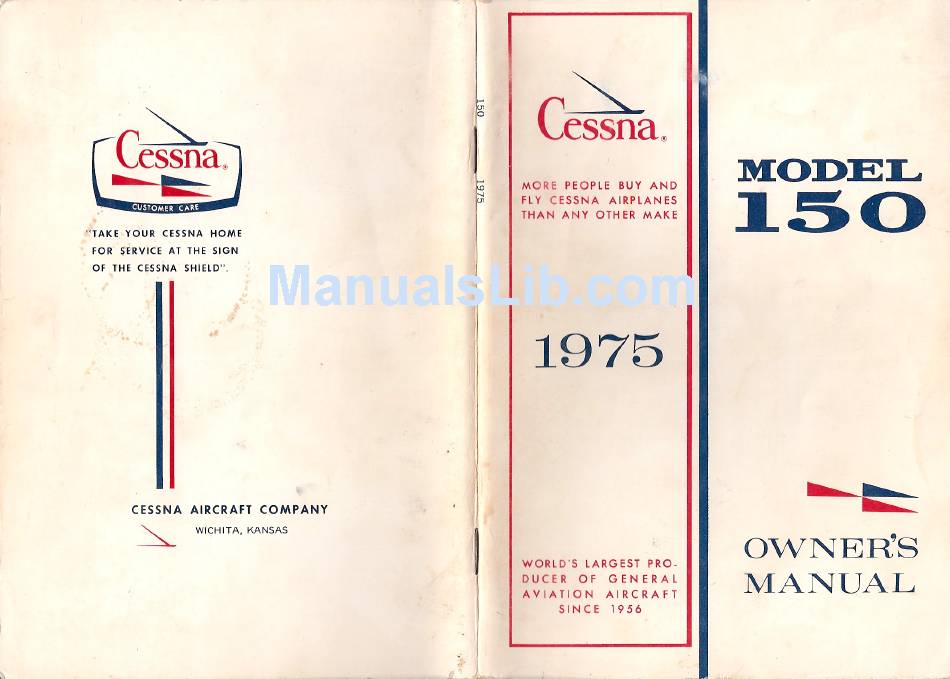 Cessna®
CUSTOMER CARE
"TAKE YOUR CESSNA HOME
FOR SERVICE AT THE SIGN
OF THE CESSNA SHIELD".
CESSNA AIRCRAFT COMPANY
WICHITA, KANSAS
150
1975
Cessna®
MORE PEOPLE BUY AND
FLY CESSNA AIRPLANES
THAN ANY OTHER MAKE
1975
WORLD'S LARGEST PRO-
DUCER OF GENERAL
AVIATION AIRCRAFT
SINCE 1956
MODEL
150
OWNER'S
MANUAL
ManualsLib.com